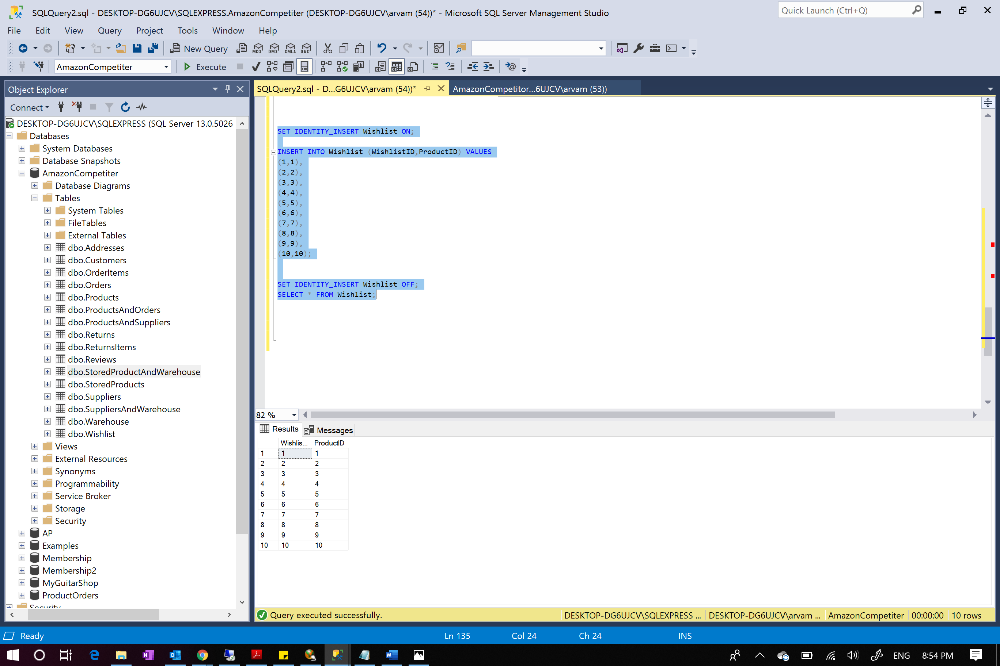 SQLQuery2.sql - DESKTOP-DG6UJCV\SQLEXPRESS.AmazonCompetiter (DESKTOP-DG6UJCV\arvam (54))* - Microsoft SQL Server Management Studio
Quick Launch (Ctrl+Q)
File Edit View Query Project Tools Window Help
New Query MDX DMX XMLA DAX
AmazonCompetiter Execute
Object Explorer
SQLQuery2.sql - D...G6UJCV\arvam (54))* AmazonCompetitor...6UJCV\arvam (53))
Connect
DESKTOP-DG6UJCV\SQLEXPRESS (SQL Server 13.0.5026
Databases
System Databases
Database Snapshots
AmazonCompetiter
Database Diagrams
Tables
System Tables
FileTables
External Tables
dbo.Addresses
dbo.Customers
dbo.OrderItems
dbo.Orders
dbo.Products
dbo.ProductsAndOrders
dbo.ProductsAndSuppliers
dbo.Returns
dbo.ReturnsItems
dbo.Reviews
dbo.StoredProductAndWarehouse
dbo.StoredProducts
dbo.Suppliers
dbo.SuppliersAndWarehouse
dbo.Warehouse
dbo.Wishlist
Views
External Resources
Synonyms
Programmability
Service Broker
Storage
Security
AP
Examples
Membership
Membership2
MyGuitarShop
ProductOrders
Security
SET IDENTITY_INSERT Wishlist ON;
INSERT INTO Wishlist (WishlistID,ProductID) VALUES
(1,1),
(2,2),
(3,3),
(4,4),
(5,5),
(6,6),
(7,7),
(8,8),
(9,9),
(10,10);
SET IDENTITY_INSERT Wishlist OFF;
SELECT * FROM Wishlist;
82 %
Results Messages
Wishlis... ProductID
1 1 1
2 2 2
3 3 3
4 4 4
5 5 5
6 6 6
7 7 7
8 8 8
9 9 9
10 10 10
Query executed successfully. DESKTOP-DG6UJCV\SQLEXPRESS ... DESKTOP-DG6UJCV\arvam ... AmazonCompetiter 00:00:00 10 rows
Ready Ln 135 Col 24 Ch 24 INS
ENG 8:54 PM